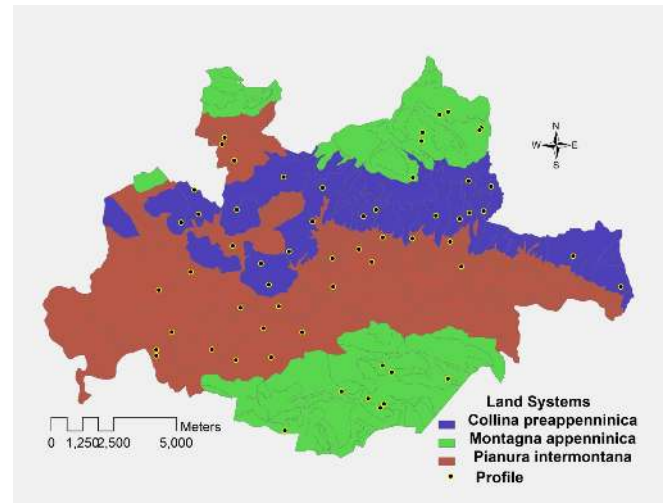 N
W E
S
Land Systems
Collina preappenninica
Montagna appenninica
Pianura intermontana
Profile
Meters
0 1,250 2,500 5,000